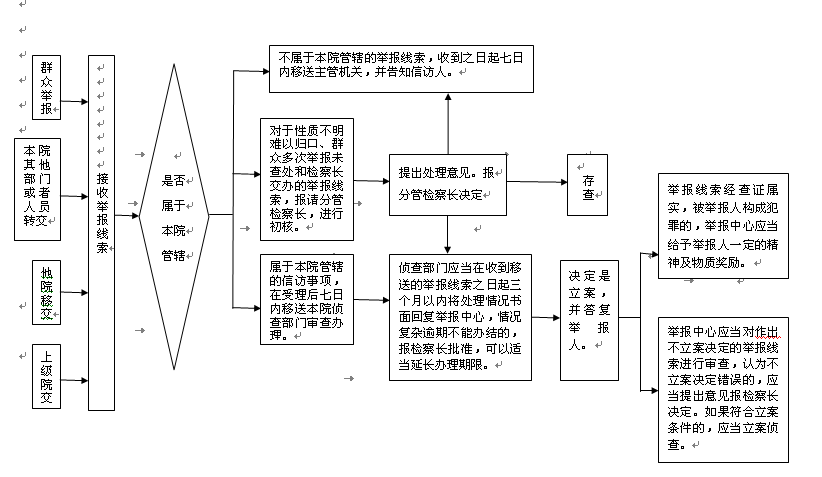 群
众
举
报
本院
其他
部门
或者
人员
转交
他
院
移
交
上
级
院
交
接
收
举
报
线
索
是否
属于
本院
管辖
不属于本院管辖的举报线索，收到之日起七日
内移送主管机关，并告知信访人。
对于性质不明
难以归口、群
众多次举报未
查处和检察长
交办的举报线
索，报请分管
检察长，进行
初核。
属于本院管辖
的信访事项，
在受理后七日
内移送本院侦
查部门审查办
理。
提出处理意见。报
分管检察长决定
存
查
侦查部门应当在收到移
送的举报线索之日起三
个月以内将处理情况书
面回复举报中心，情况
复杂逾期不能办结的，
报检察长批准，可以适
当延长办理期限。
决定是
立案，
并答复
举报
人。
举报线索经查证属
实，被举报人构成犯
罪的，举报中心应当
给予举报人一定的精
神及物质奖励。
举报中心应当对作出
不立案决定的举报线
索进行审查，认为不
立案决定错误的，应
当提出意见报检察长
决定。如果符合立案
条件的，应当立案侦
查。